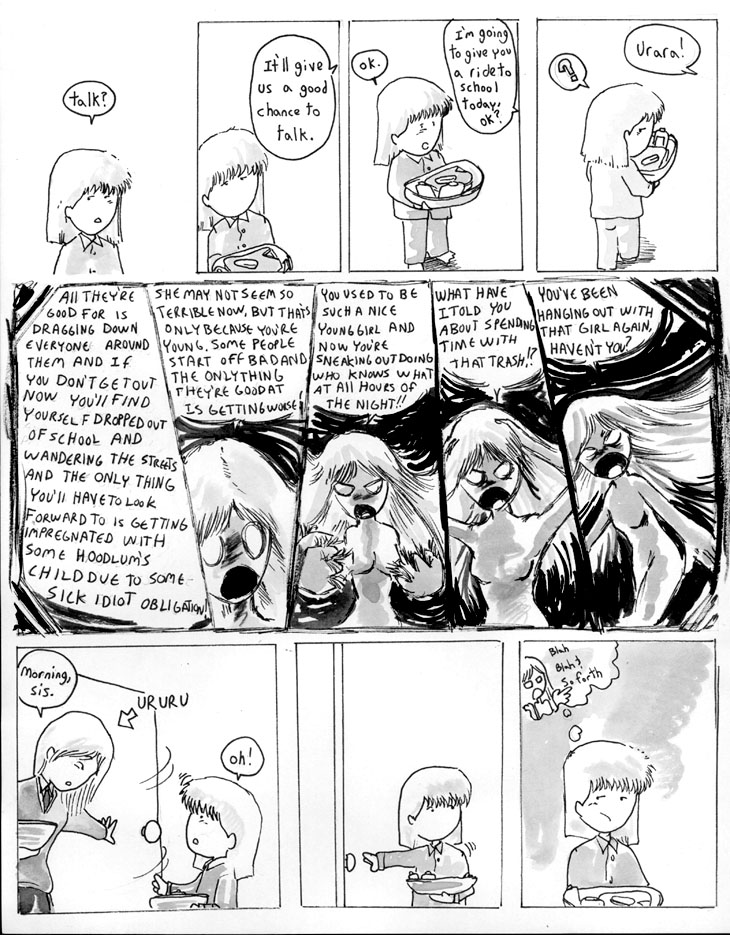 Urara!
?
I'm going
to give you
a ride to
school
today,
ok?
ok.
It'll give
us a good
chance to
talk.
talk?
YOU'VE BEEN
HANGING OUT WITH
THAT GIRL AGAIN,
HAVEN'T YOU?
WHAT HAVE
I TOLD YOU
ABOUT SPENDING
TIME WITH
THAT TRASH!?
YOU USED TO BE
SUCH A NICE
YOUNG GIRL AND
NOW YOU'RE
SNEAKING OUT DOING
WHO KNOWS WHAT
AT All HOURS OF
THE NIGHT!!
SHE MAY NOT SEEM SO
TERRIBLE NOW, BUT THAT'S
ONLY BECAUSE YOU'RE
YOUNG. SOME PEOPLE
START OFF BAD AND
THE ONLY THING
THEY'RE GOOD AT
IS GETTING WORSE!
All THEY'RE
GOOD FOR IS
DRAGGING DOWN
EVERYONE AROUND
THEM AND IF
YOU DON'T GET OUT
NOW YOU'll FIND
YOURSELF DROPPED OUT
OF SCHOOL AND
WANDERING THE STREETS
AND THE ONLY THING
YOU'll HAVE TO LOOK
FORWARD TO IS GETTING
IMPREGNATED WITH
SOME HOODLUM'S
CHILD DUE TO SOME
SICK IDIOT OBLIGATION!
Blah
Blah &
So forth
oh!
URURU
Morning,
sis.